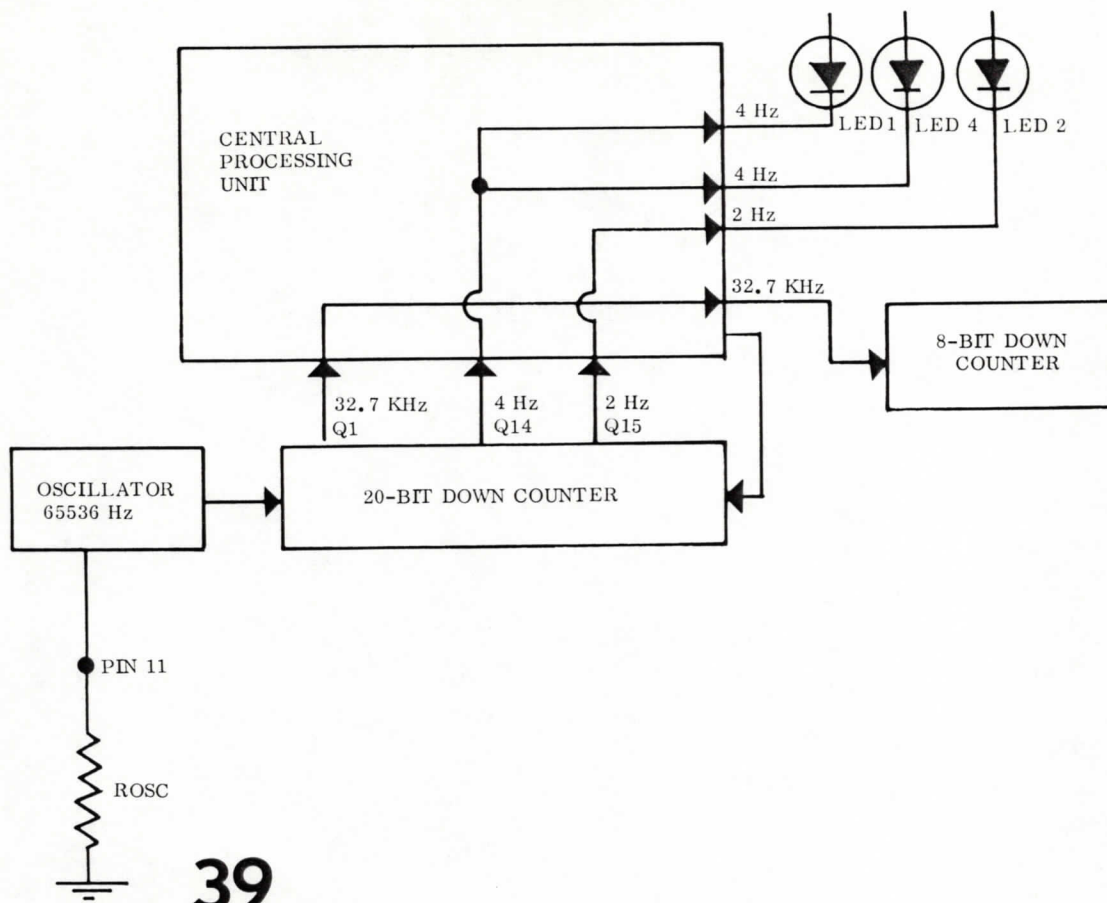 4 Hz
LED1
LED 4
LED 2
CENTRAL
PROCESSING
UNIT
4 Hz
2 Hz
32.7 KHz
8-BIT DOWN
COUNTER
32.7 KHz
Q1
4 Hz
Q14
2 Hz
Q15
OSCILLATOR
65536 Hz
20-BIT DOWN COUNTER
PIN 11
ROSC
39